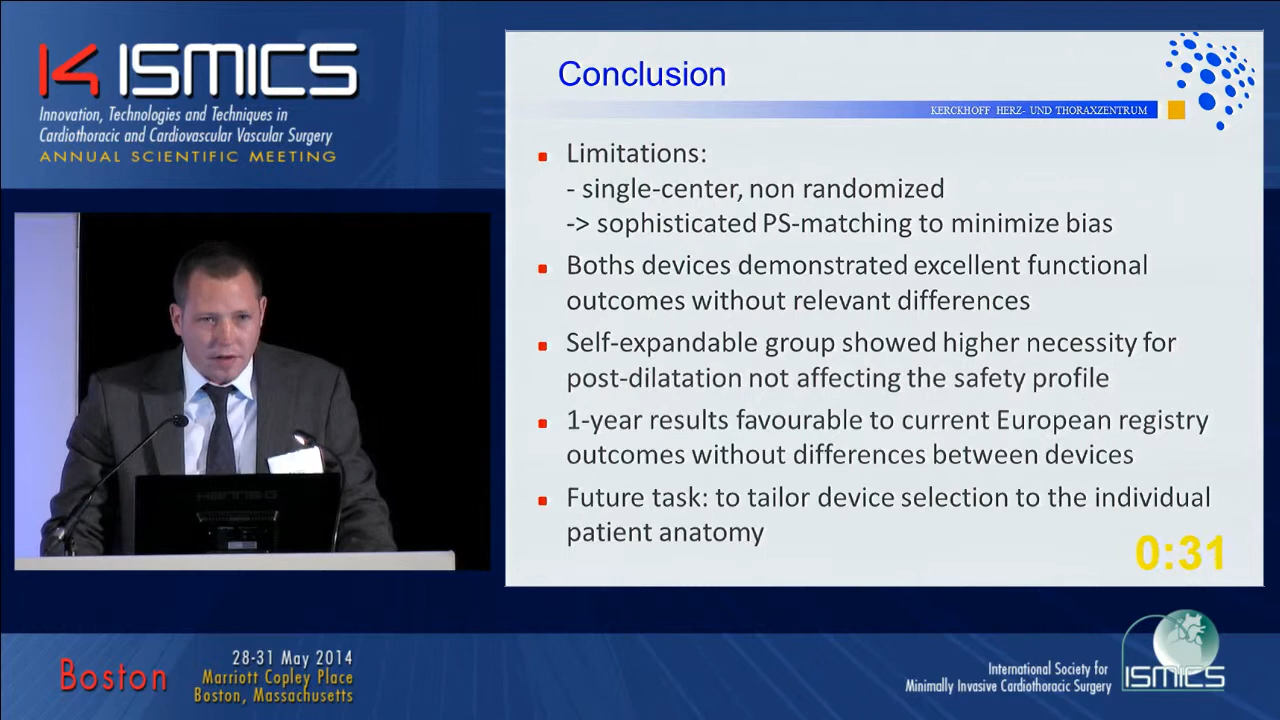 14 ISMICS
Innovation, Technologies and Techniques in
Cardiothoracic and Cardiovascular Vascular Surgery
ANNUAL SCIENTIFIC MEETING
Conclusion
KERCKHOFF HERZ- UND THORAXZENTRUM
Limitations:
- single-center, non randomized
-> sophisticated PS-matching to minimize bias
Boths devices demonstrated excellent functional
outcomes without relevant differences
Self-expandable group showed higher necessity for
post-dilatation not affecting the safety profile
1-year results favourable to current European registry
outcomes without differences between devices
Future task: to tailor device selection to the individual
patient anatomy
0:31
Boston
28-31 May 2014
Marriott Copley Place
Boston, Massachusetts
International Society for
Minimally Invasive Cardiothoracic Surgery
ISMICS